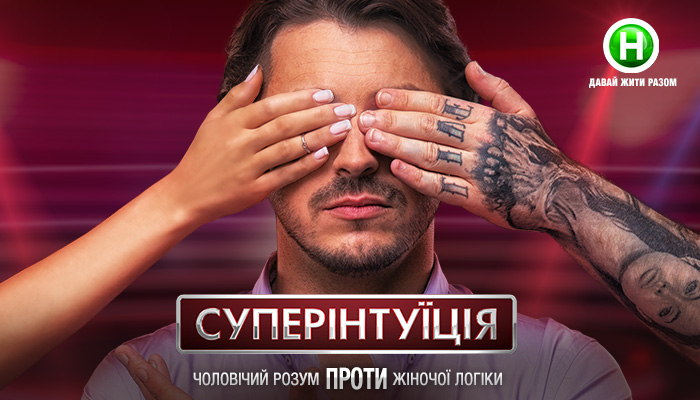 Н
ДАВАЙ ЖИТИ РАЗОМ
СУПЕРІНТУЇЦІЯ
ЧОЛОВІЧИЙ РОЗУМ ПРОТИ ЖІНОЧОЇ ЛОГІКИ